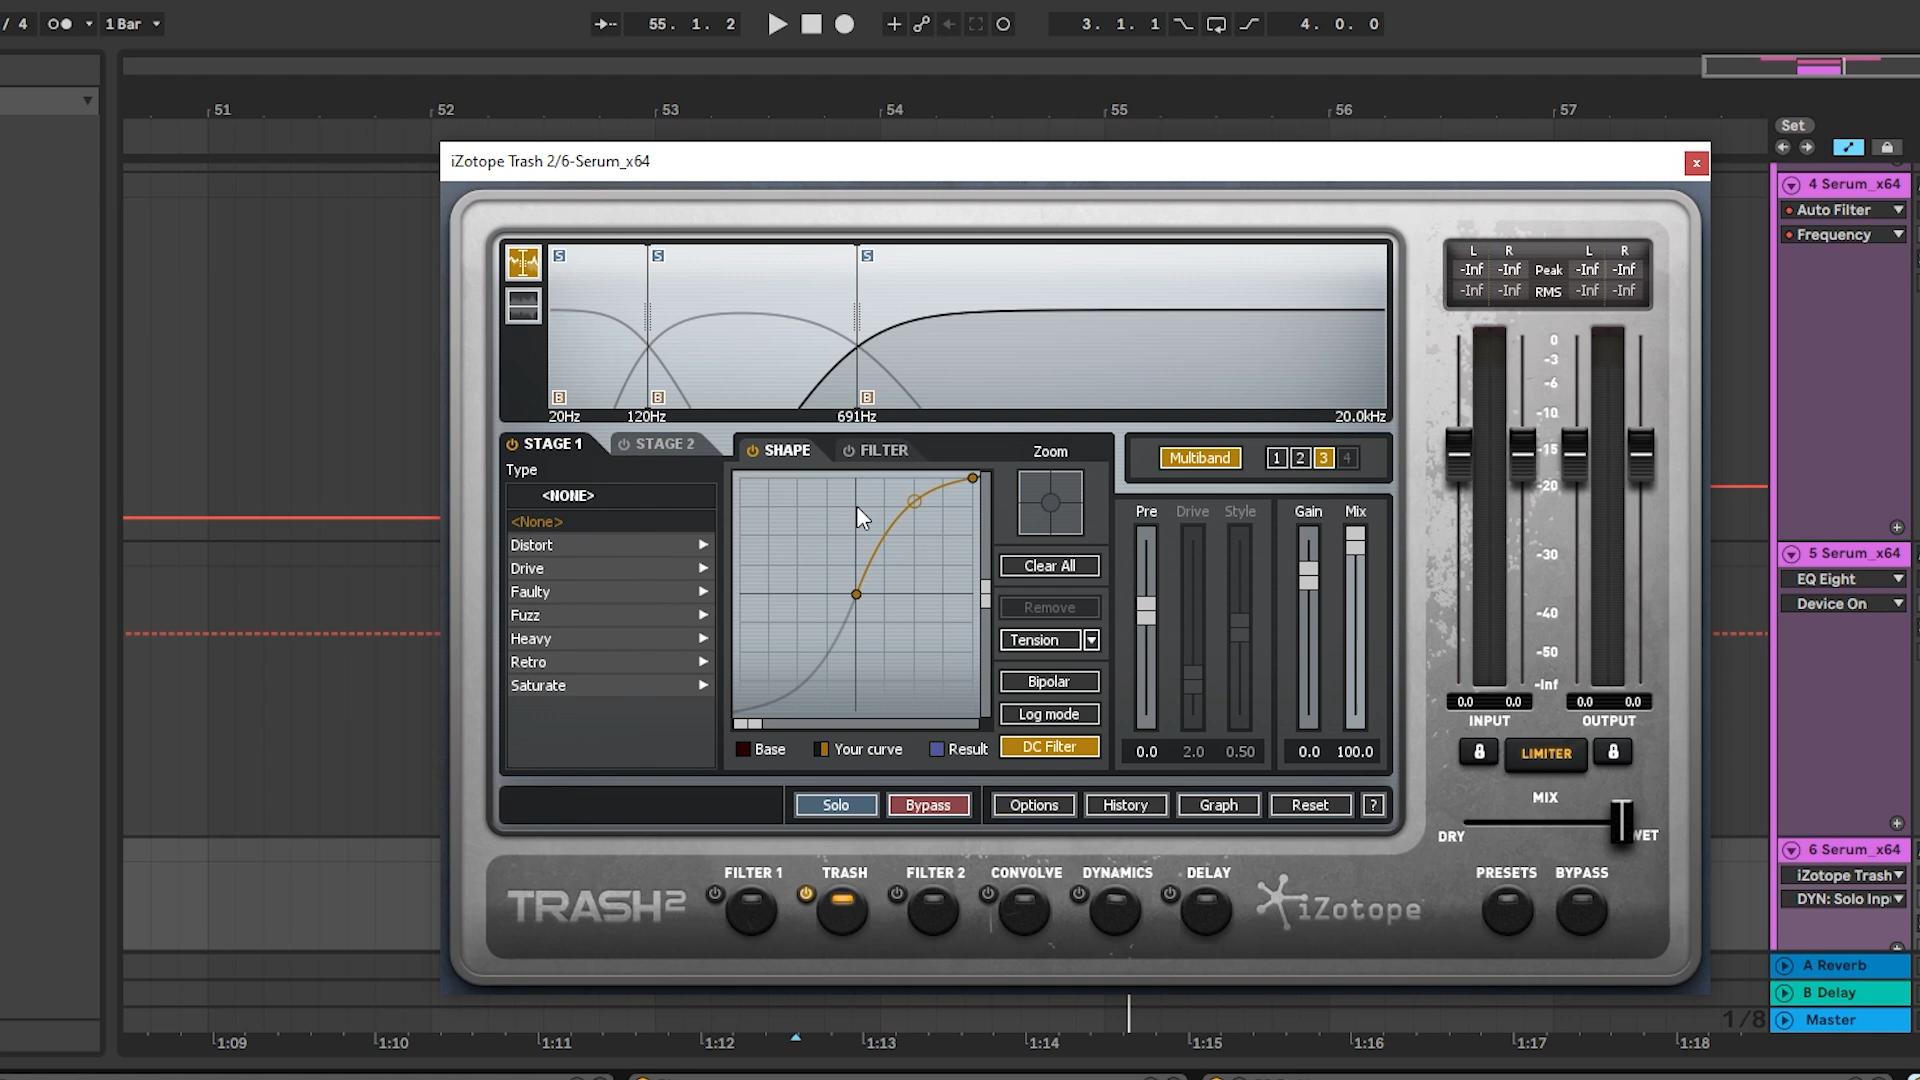 / 4
1 Bar
55. 1. 2
3. 1. 1
4. 0. 0
51 52 53 54 55 56 57
Set
iZotope Trash 2/6-Serum_x64
x
4 Serum_x64
Auto Filter
Frequency
S S S
B B B
20Hz 120Hz 691Hz 20.0kHz
L R L R
-Inf -Inf Peak -Inf -Inf
-Inf -Inf RMS -Inf -Inf
STAGE 1 STAGE 2
SHAPE FILTER
Zoom
Multiband 1 2 3 4
Type
<NONE>
<None>
Distort
Drive
Faulty
Fuzz
Heavy
Retro
Saturate
Clear All
Remove
Tension
Bipolar
Log mode
DC Filter
Base Your curve Result
Pre Drive Style Gain Mix
0.0 2.0 0.50 0.0 100.0
0
-3
-6
-10
-15
-20
-30
-40
-50
-Inf
0.0 0.0 0.0 0.0
INPUT OUTPUT
LIMITER
MIX
DRY WET
Solo Bypass Options History Graph Reset ?
5 Serum_x64
EQ Eight
Device On
6 Serum_x64
iZotope Trash
DYN: Solo Inp
TRASH2
FILTER 1 TRASH FILTER 2 CONVOLVE DYNAMICS DELAY
iZotope
PRESETS BYPASS
A Reverb
B Delay
1/8
Master
1:09 1:10 1:11 1:12 1:13 1:14 1:15 1:16 1:17 1:18